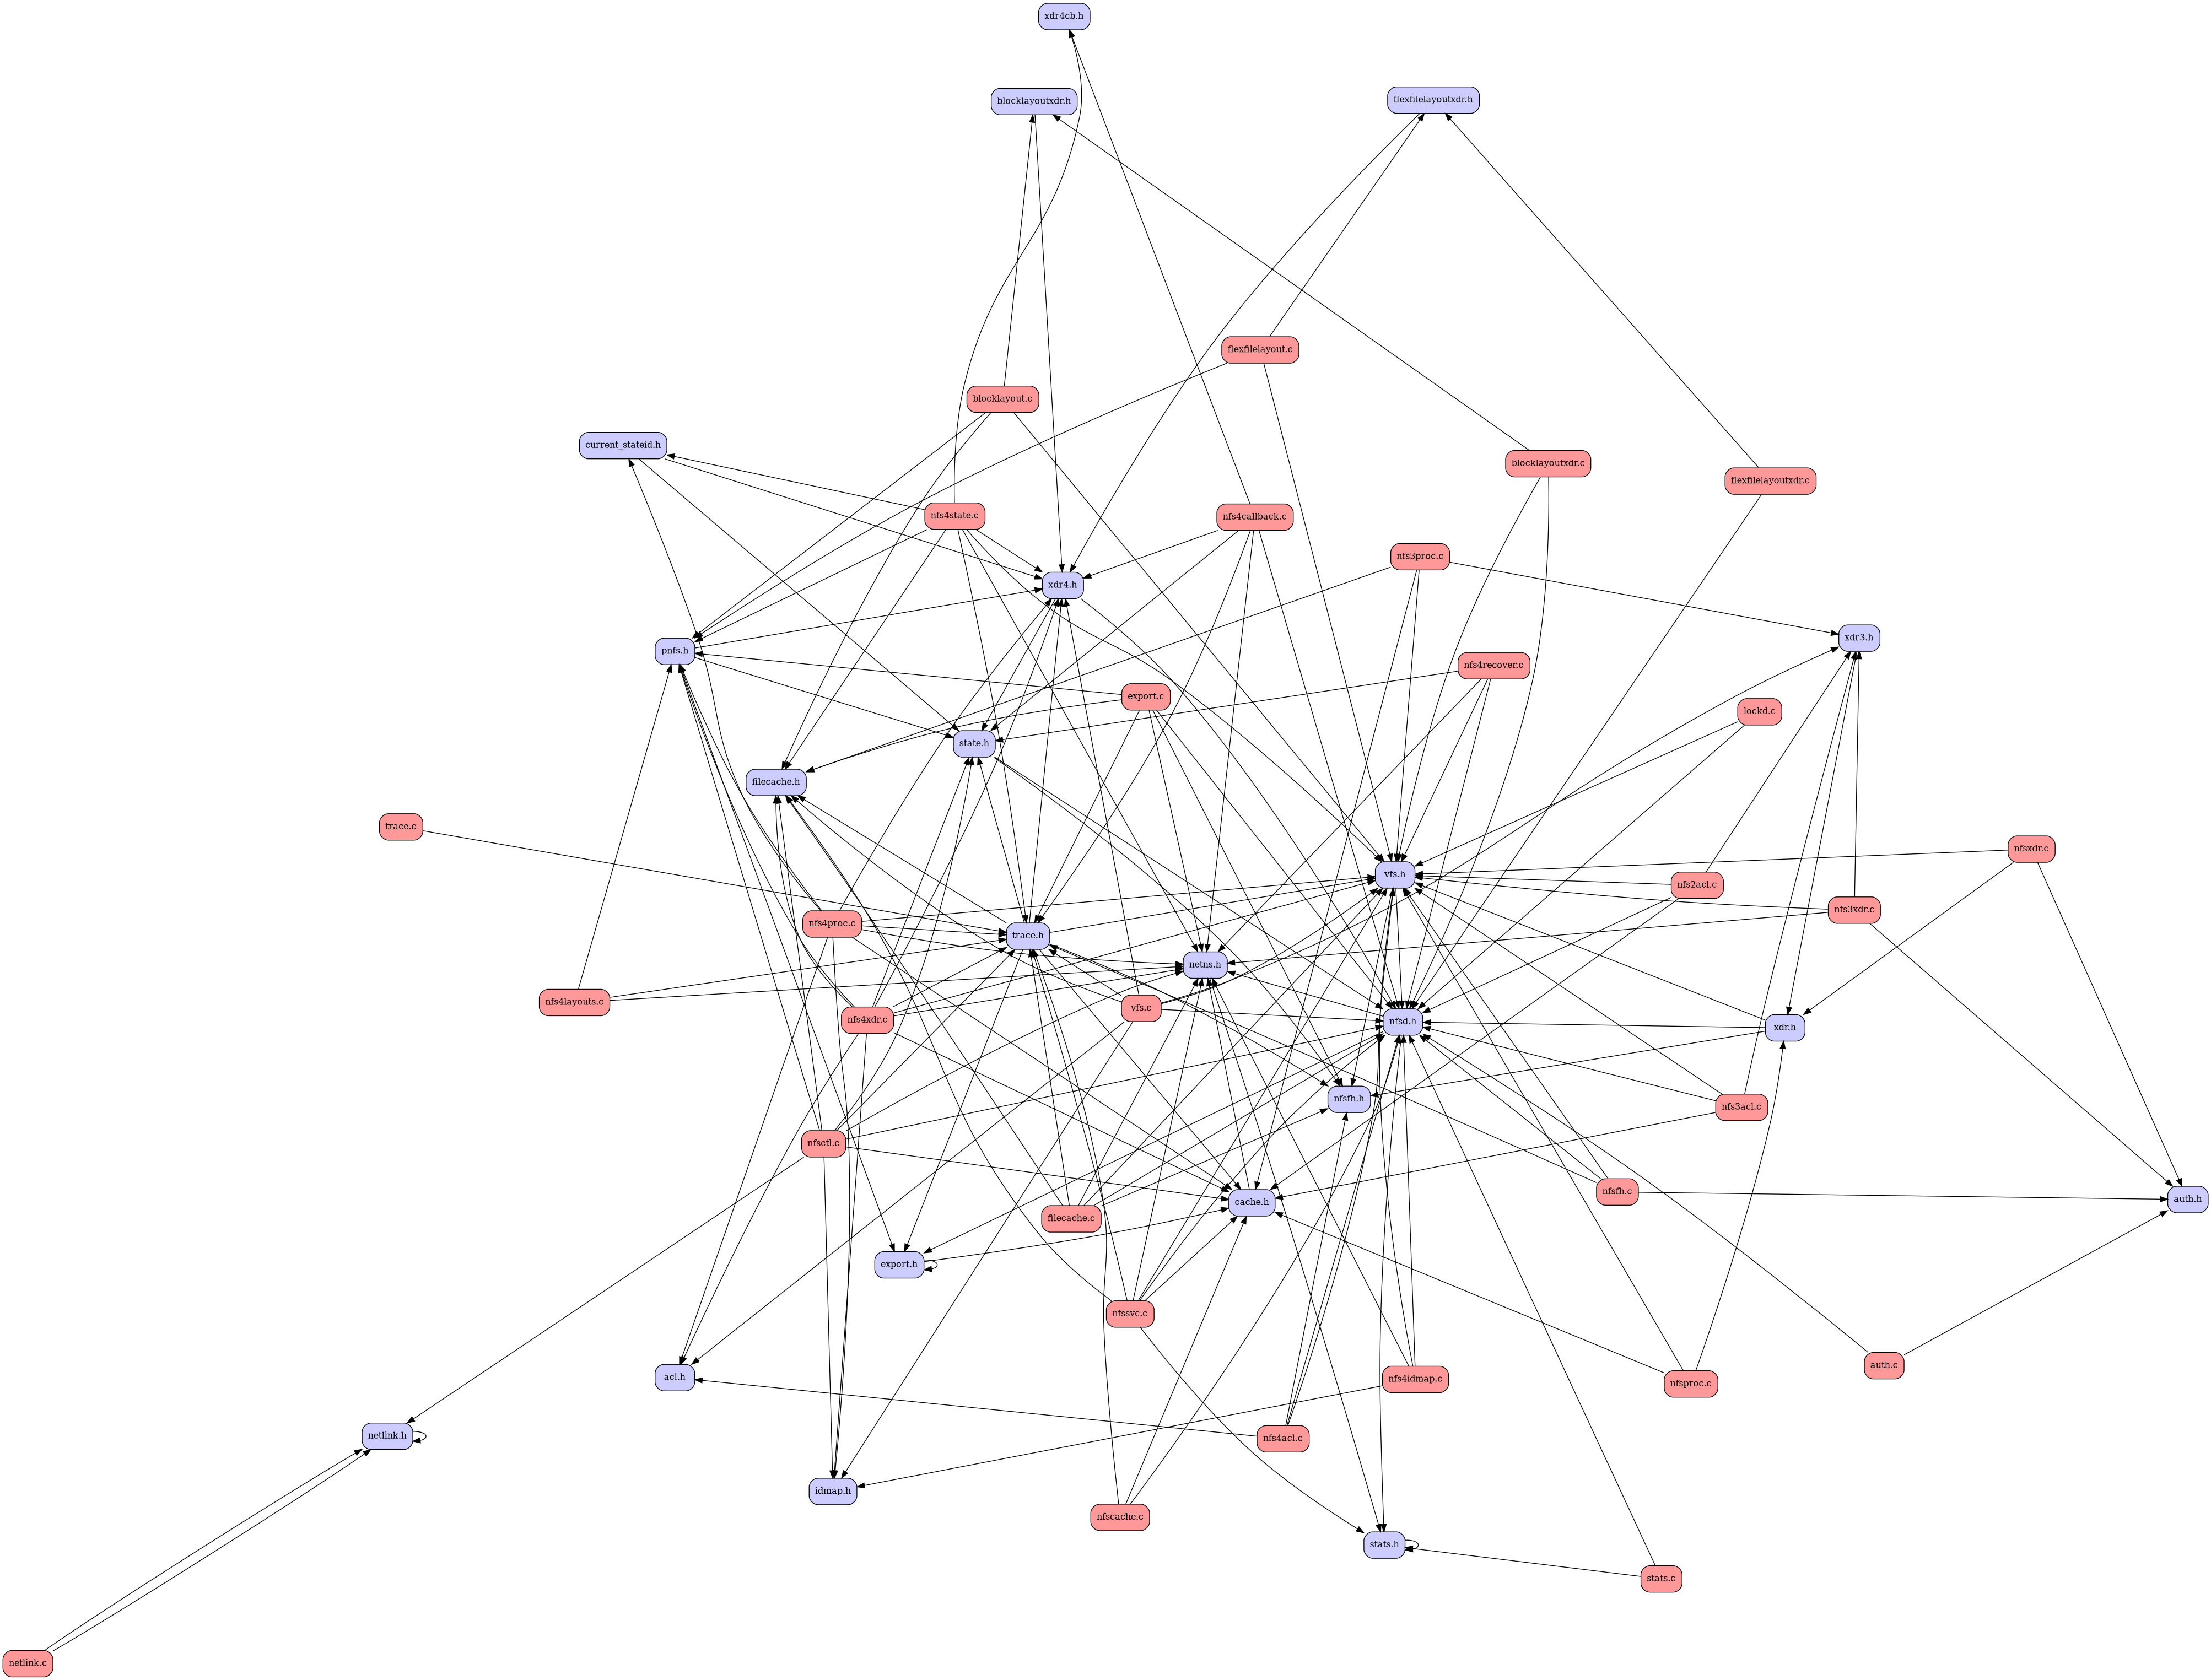 xdr4cb.h
blocklayoutxdr.h
flexfilelayoutxdr.h
flexfilelayout.c
blocklayout.c
current_stateid.h
blocklayoutxdr.c
flexfilelayoutxdr.c
nfs4state.c
nfs4callback.c
nfs3proc.c
xdr4.h
xdr3.h
pnfs.h
nfs4recover.c
export.c
lockd.c
state.h
filecache.h
trace.c
nfsxdr.c
vfs.h
nfs2acl.c
nfs3xdr.c
nfs4proc.c
trace.h
netns.h
nfs4layouts.c
vfs.c
nfs4xdr.c
nfsd.h
xdr.h
nfsfh.h
nfs3acl.c
nfsctl.c
nfsfh.c
auth.h
cache.h
filecache.c
export.h
nfssvc.c
auth.c
acl.h
nfs4idmap.c
nfsproc.c
netlink.h
nfs4acl.c
idmap.h
nfscache.c
stats.h
stats.c
netlink.c